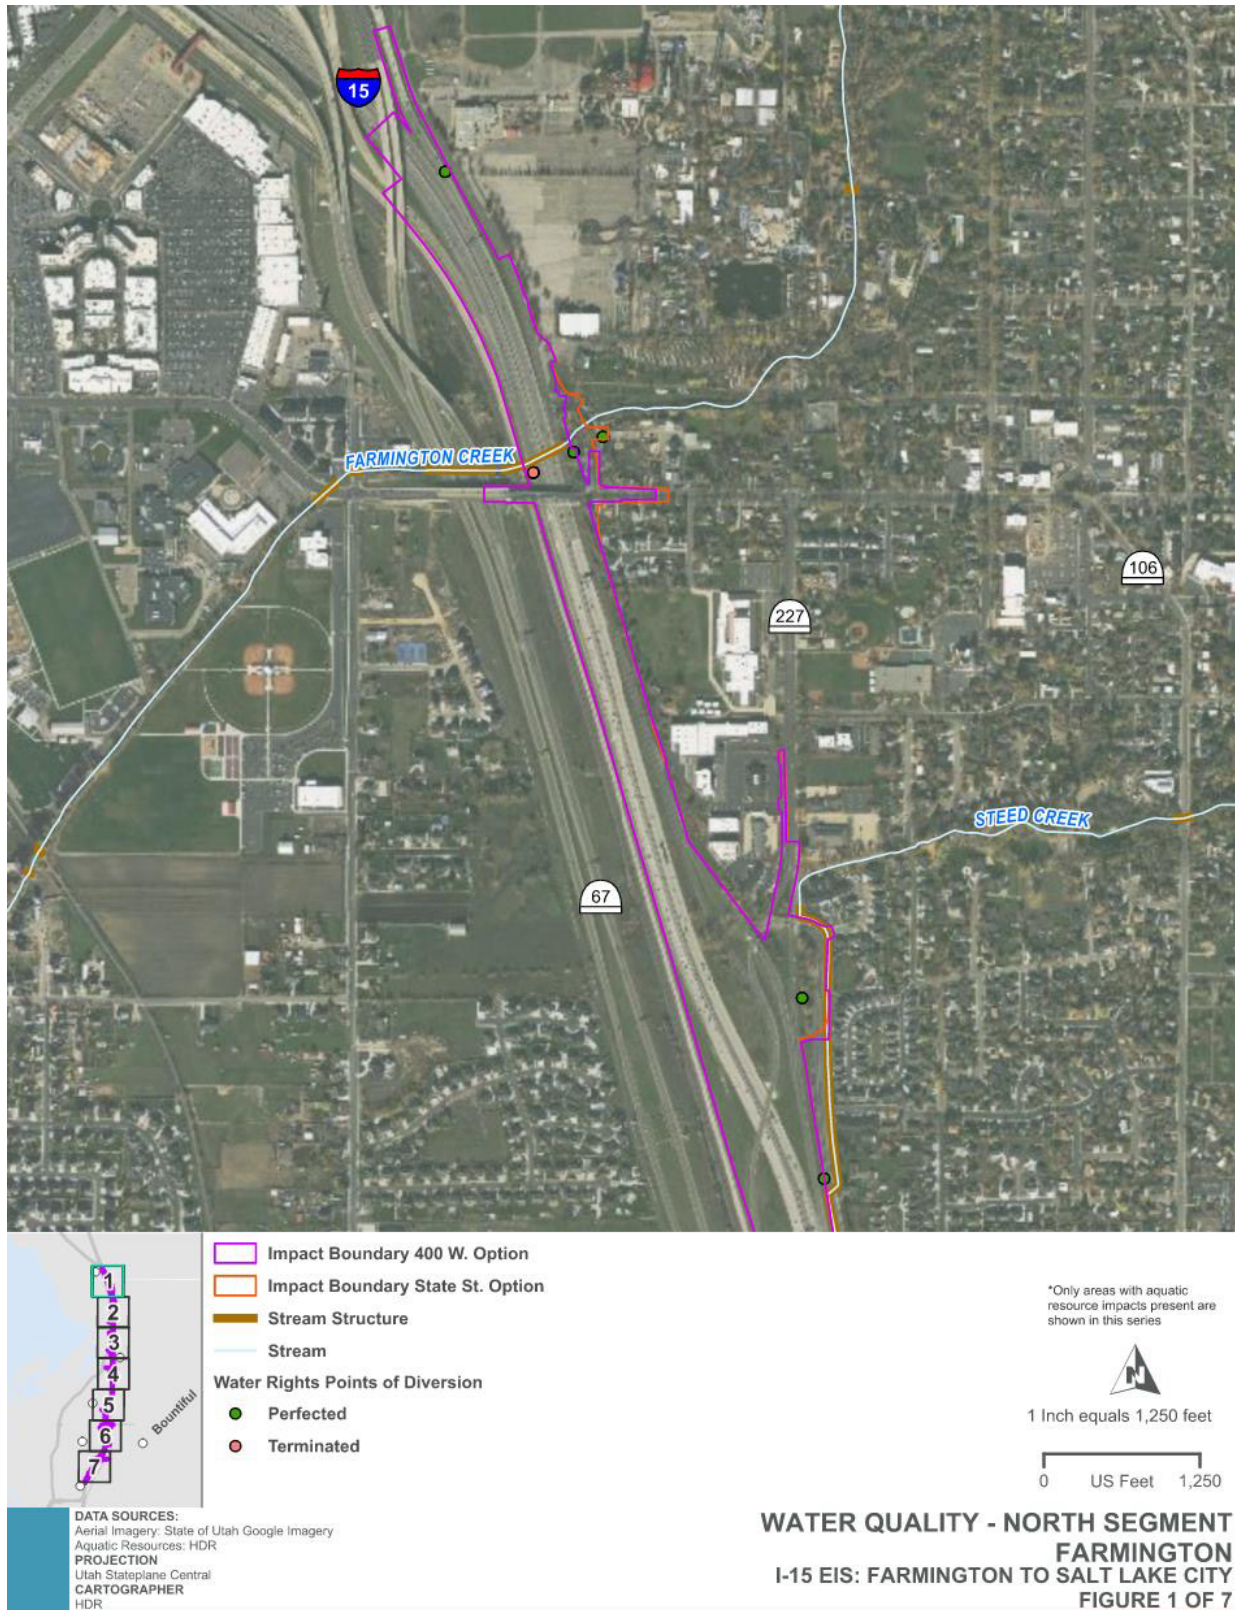 15
FARMINGTON CREEK
106
227
STEED CREEK
67
1
2
3
4
5
6
7
Bountiful
Impact Boundary 400 W. Option
Impact Boundary State St. Option
Stream Structure
Stream
Water Rights Points of Diversion
Perfected
Terminated
*Only areas with aquatic
resource impacts present are
shown in this series
N
1 Inch equals 1,250 feet
0 US Feet 1,250
DATA SOURCES:
Aerial Imagery: State of Utah Google Imagery
Aquatic Resources: HDR
PROJECTION
Utah Stateplane Central
CARTOGRAPHER
HDR
WATER QUALITY - NORTH SEGMENT
FARMINGTON
I-15 EIS: FARMINGTON TO SALT LAKE CITY
FIGURE 1 OF 7